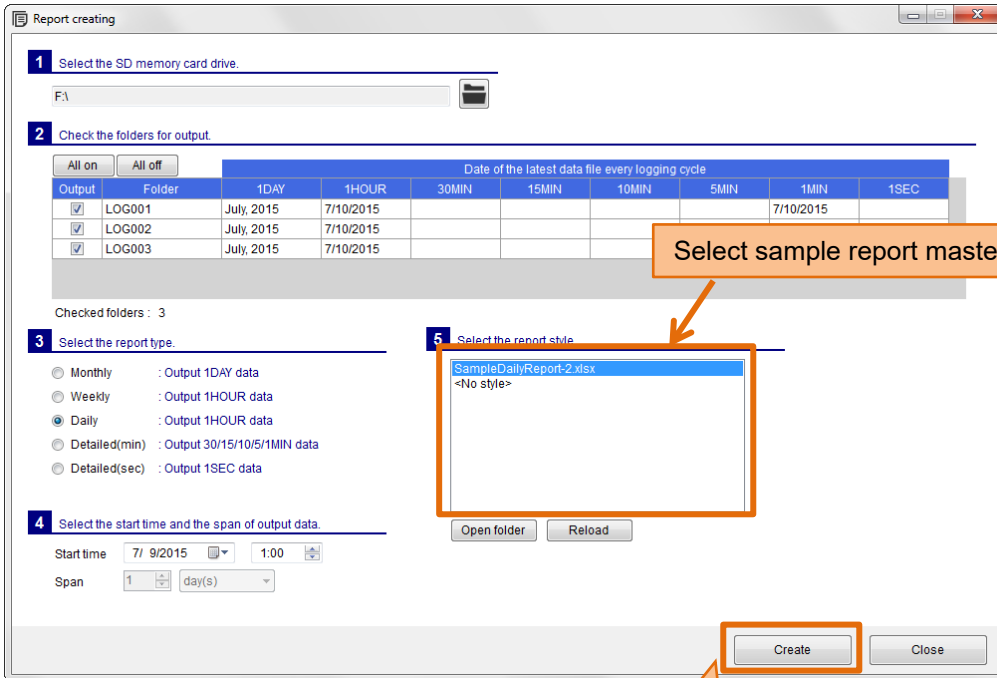 Report creating
1 Select the SD memory card drive.
F:\
2 Check the folders for output.
All on All off Date of the latest data file every logging cycle
Output Folder 1DAY 1HOUR 30MIN 15MIN 10MIN 5MIN 1MIN 1SEC
LOG001 July, 2015 7/10/2015 7/10/2015
LOG002 July, 2015 7/10/2015
LOG003 July, 2015 7/10/2015
Select sample report maste
Checked folders : 3
3 Select the report type.
Monthly : Output 1DAY data
Weekly : Output 1HOUR data
Daily : Output 1HOUR data
Detailed(min) : Output 30/15/10/5/1MIN data
Detailed(sec) : Output 1SEC data
5 Select the report style
SampleDailyReport-2.xlsx
<No style>
Open folder Reload
4 Select the start time and the span of output data.
Start time 7/ 9/2015 1:00
Span 1 day(s)
Create Close